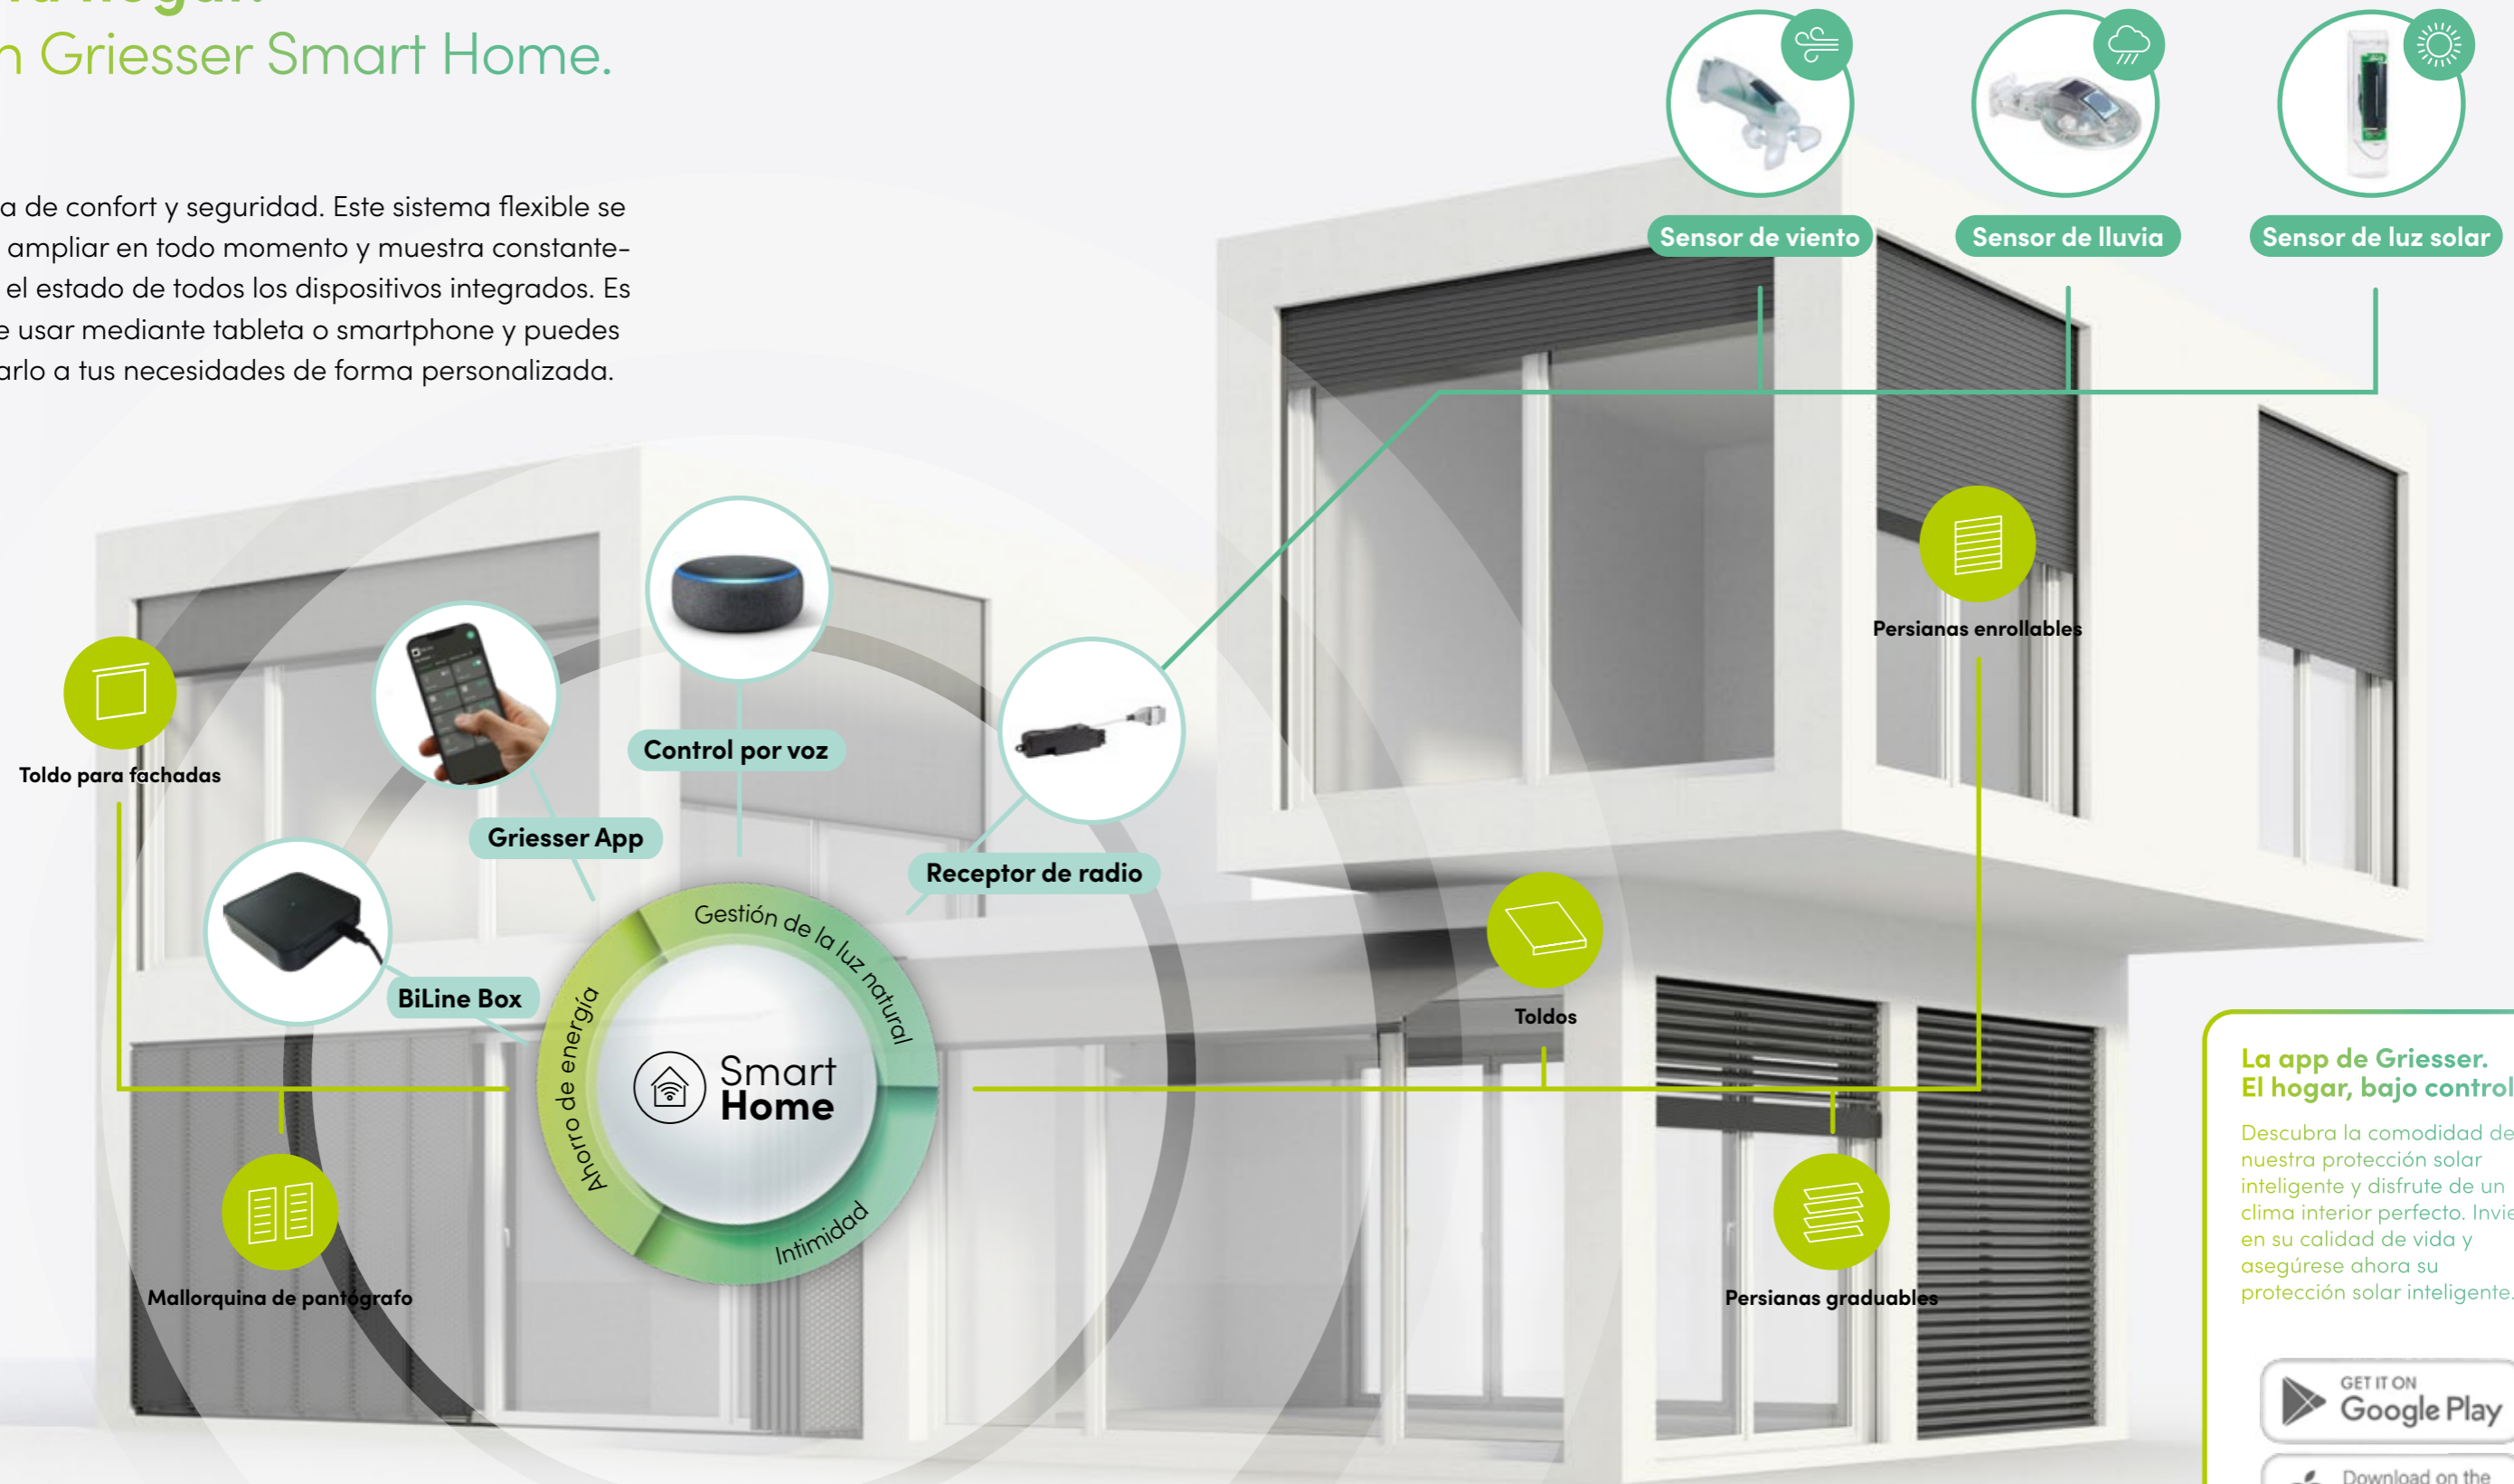 hogar.
n Griesser Smart Home.
a de confort y seguridad. Este sistema flexible se
ampliar en todo momento y muestra constante-
el estado de todos los dispositivos integrados. Es
e usar mediante tableta o smartphone y puedes
arlo a tus necesidades de forma personalizada.
Sensor de viento
Sensor de lluvia
Sensor de luz solar
Persianas enrollables
Toldo para fachadas
Control por voz
Griesser App
Receptor de radio
BiLine Box
Gestión de la luz natural
Ahorro de energía
Intimidad
Smart
Home
Toldos
Mallorquina de pantógrafo
Persianas graduables
La app de Griesser.
El hogar, bajo control
Descubra la comodidad de
nuestra protección solar
inteligente y disfrute de un
clima interior perfecto. Invie
en su calidad de vida y
asegúrese ahora su
protección solar inteligente.
GET IT ON
Google Play
Download on the